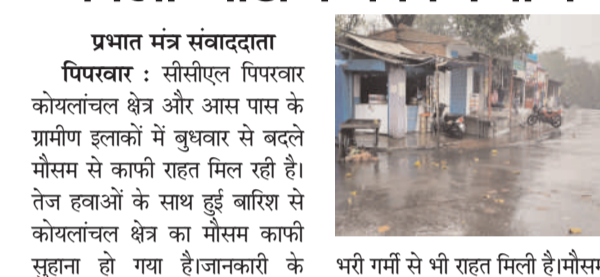 प्रभात मंत्र संवाददाता
पिपरवार : सीसीएल पिपरवार
कोयलांचल क्षेत्र और आस पास के
ग्रामीण इलाकों में बुधवार से बदले
मौसम से काफी राहत मिल रही है।
तेज हवाओं के साथ हुई बारिश से
कोयलांचल क्षेत्र का मौसम काफी
सुहाना हो गया है।जानकारी के
भरी गर्मी से भी राहत मिली है।मौसम